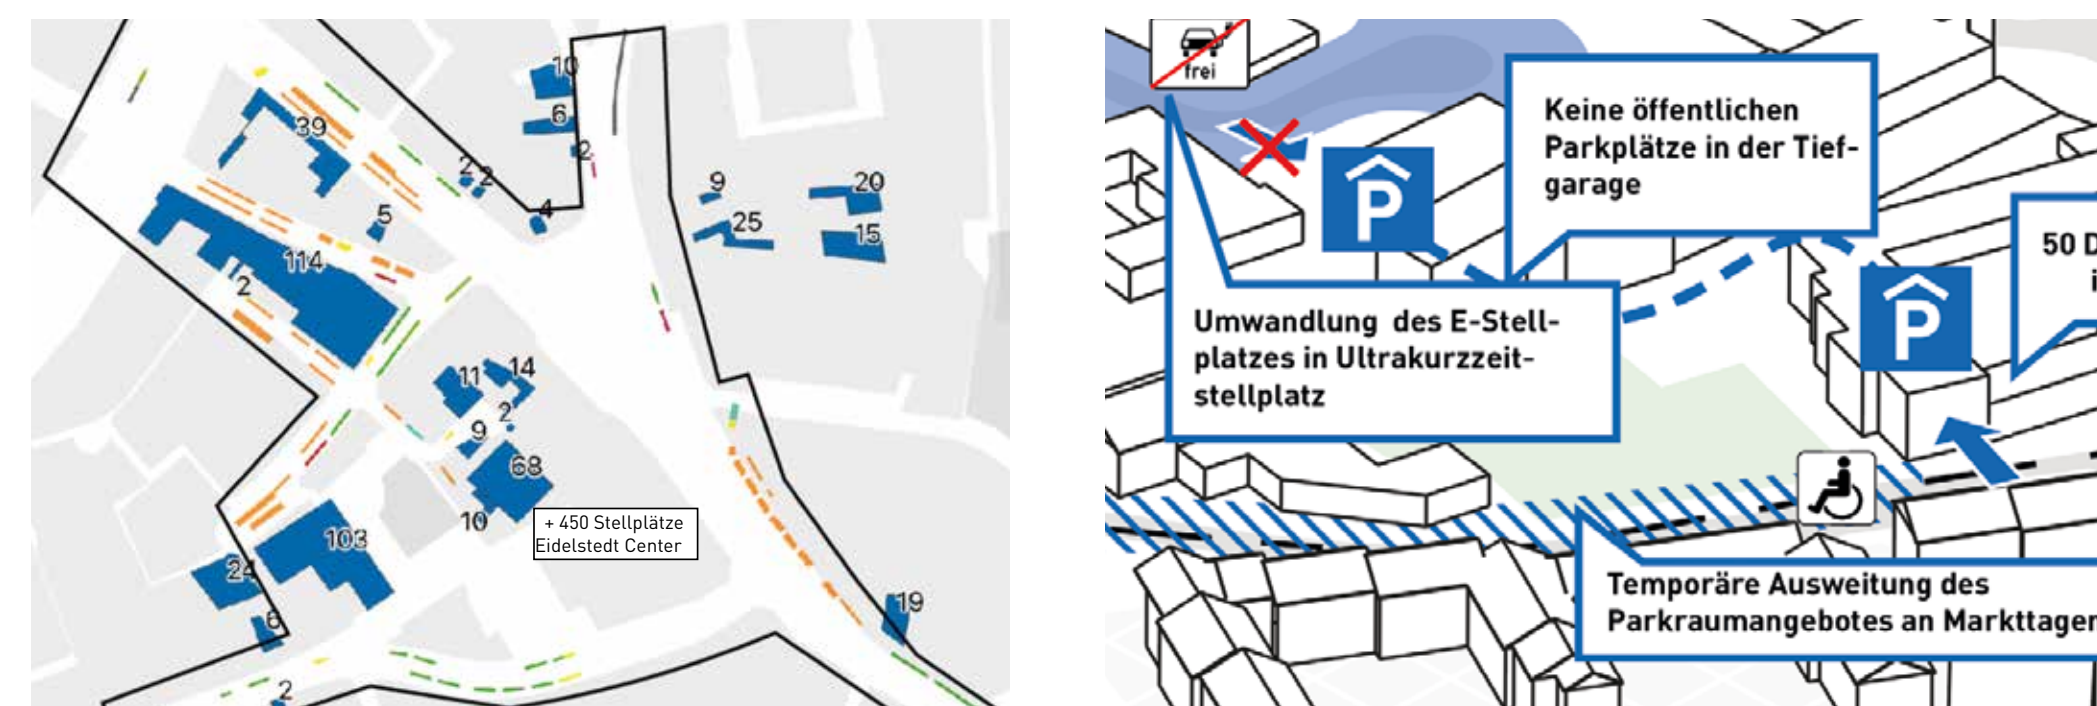 10
6
2
39
2
2
4
5
114
2
9
25
20
15
11
14
2
9
68
10
+ 450 Stellplätze
Eidelstedt Center
103
24
6
19
2
frei
Keine öffentlichen
Parkplätze in der Tief-
garage
P
P
50 D
Umwandlung des E-Stell-
platzes in Ultrakurzzeit-
stellplatz
Temporäre Ausweitung des
Parkraumangebotes an Markttagen